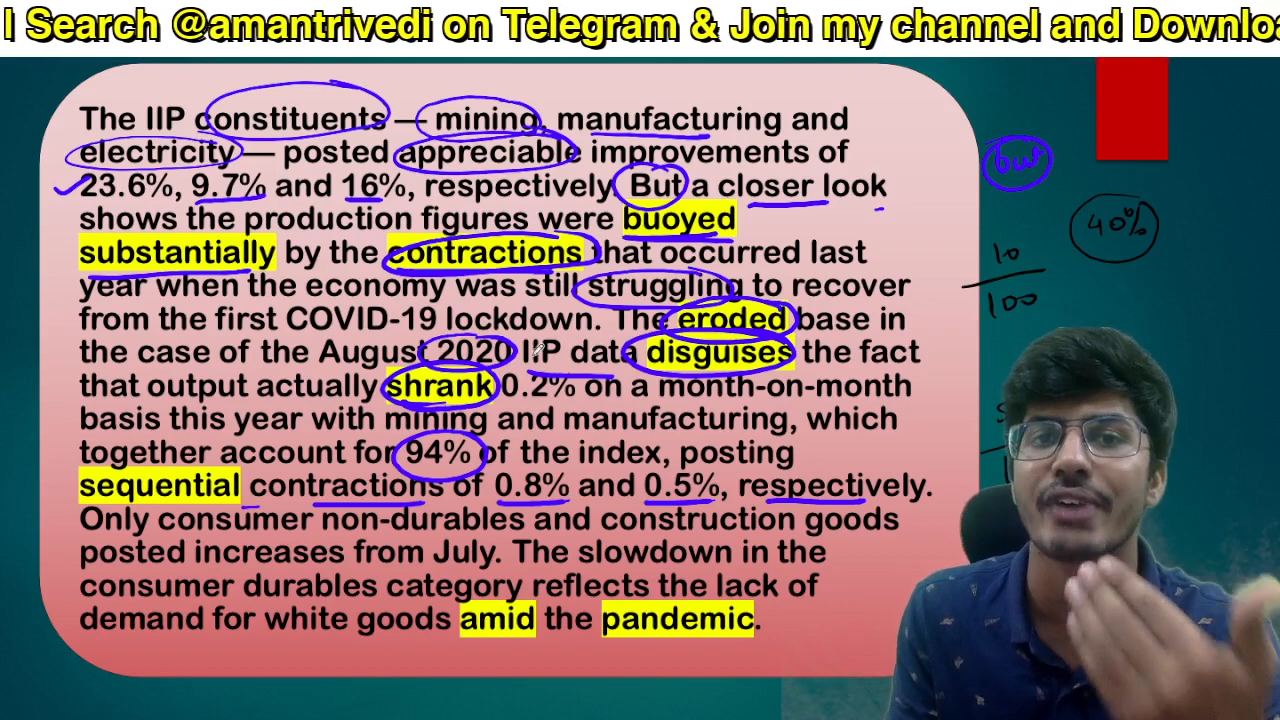 I Search @amantrivedi on Telegram & Join my channel and Downloa
The IIP constituents — mining, manufacturing and
electricity — posted appreciable improvements of
23.6%, 9.7% and 16%, respectively. But a closer look
shows the production figures were buoyed
substantially by the contractions that occurred last
year when the economy was still struggling to recover
from the first COVID-19 lockdown. The eroded base in
the case of the August 2020 IIP data disguises the fact
that output actually shrank 0.2% on a month-on-month
basis this year with mining and manufacturing, which
together account for 94% of the index, posting
sequential contractions of 0.8% and 0.5%, respectively.
Only consumer non-durables and construction goods
posted increases from July. The slowdown in the
consumer durables category reflects the lack of
demand for white goods amid the pandemic.
but
40%
10
100